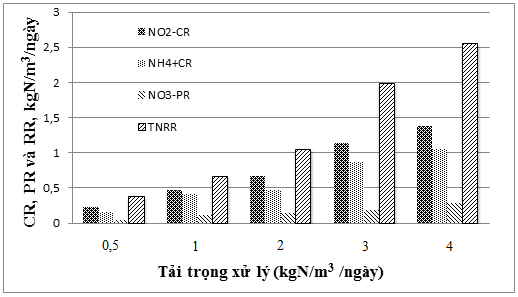 CR, PR và RR, kgN/m³/ngày
3
2,5
2
1,5
1
0,5
0
NO2-CR
NH4+CR
NO3-PR
TNRR
0,5 1 2 3 4
Tải trọng xử lý (kgN/m³ /ngày)